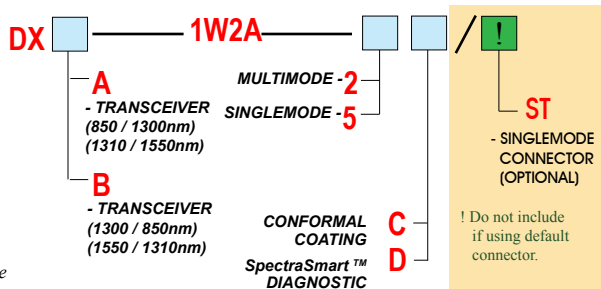 DX 1W2A / !
A
- TRANSCEIVER
(850 / 1300nm)
(1310 / 1550nm)
B
- TRANSCEIVER
(1300 / 850nm)
(1550 / 1310nm)
MULTIMODE -2
SINGLEMODE -5
CONFORMAL C
COATING
SpectraSmart ™ D
DIAGNOSTIC
ST
- SINGLEMODE
CONNECTOR
(OPTIONAL)
! Do not include
if using default
connector.
e